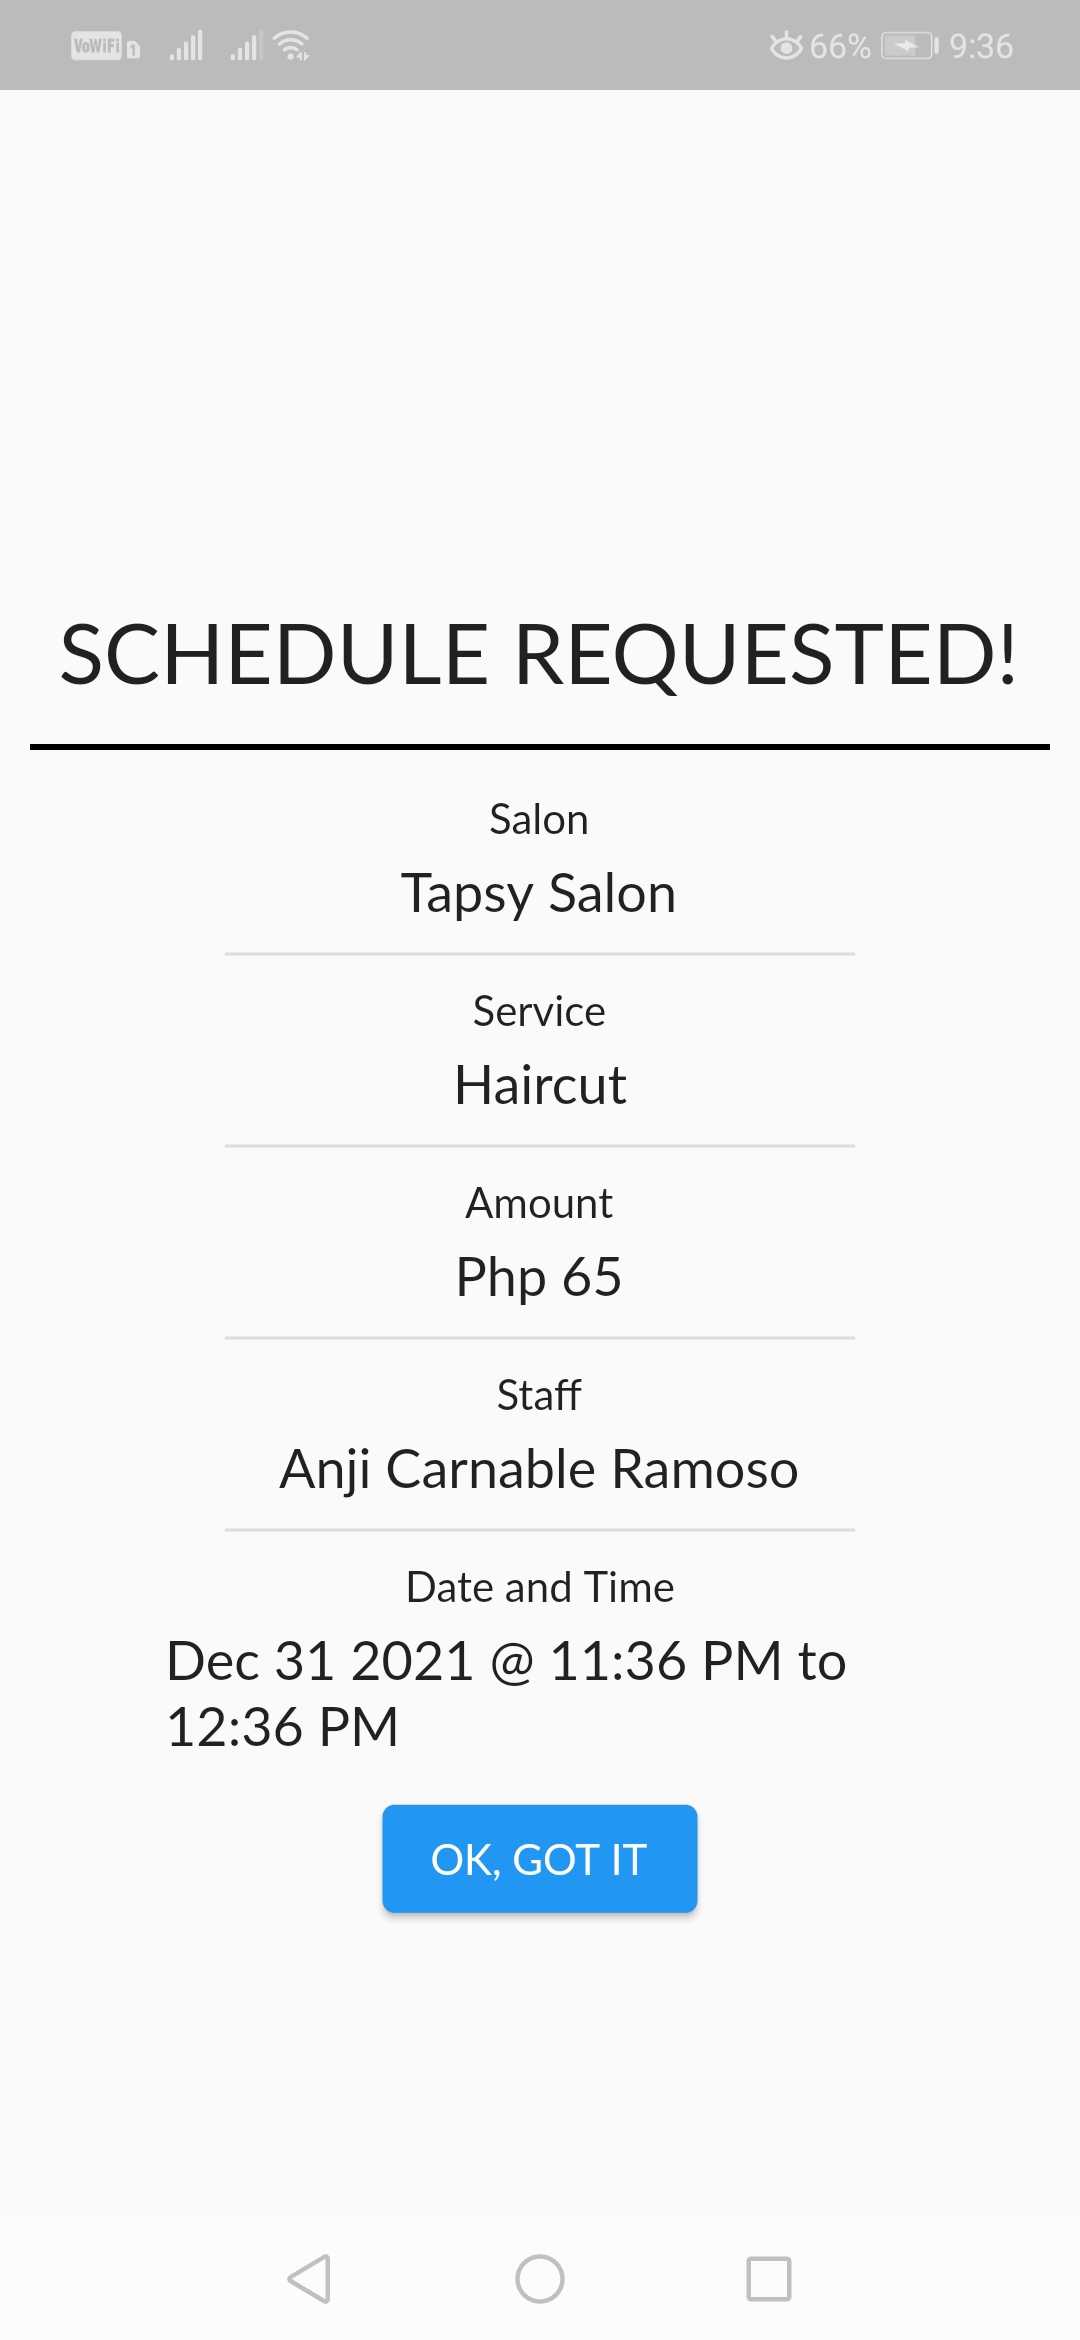 VoWiFi 1 66% 9:36
SCHEDULE REQUESTED!
Salon
Tapsy Salon
Service
Haircut
Amount
Php 65
Staff
Anji Carnable Ramoso
Date and Time
Dec 31 2021 @ 11:36 PM to
12:36 PM
OK, GOT IT